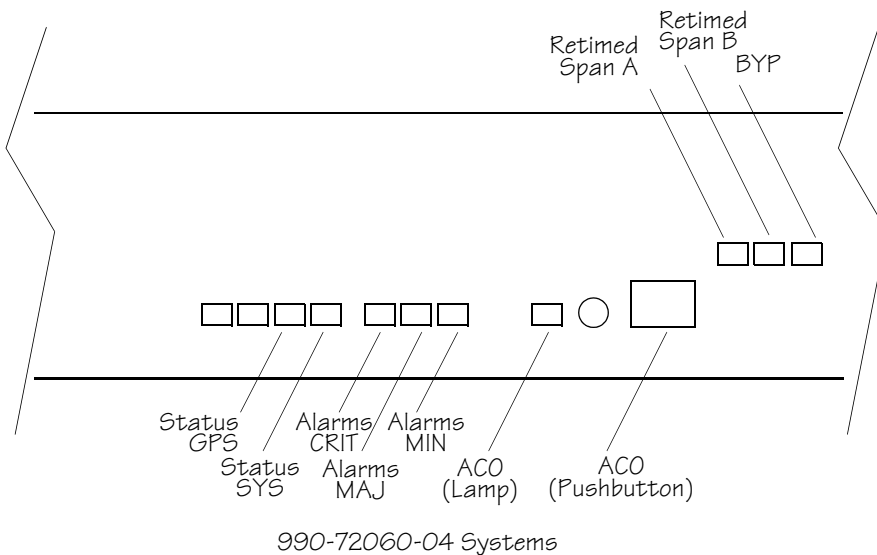 Retimed
Span A
Retimed
Span B
BYP
Status
GPS
Status
SYS
Alarms
CRIT
Alarms
MAJ
Alarms
MIN
ACO
(Lamp)
ACO
(Pushbutton)
990-72060-04 Systems